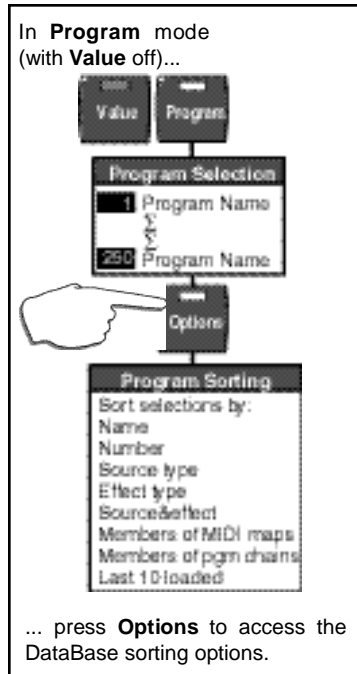 In Program mode
(with Value off)...
Value Program
Program Selection
1 Program Name
Σ
Σ
250 Program Name
Options
Program Sorting
Sort selections by:
Name
Number
Source type
Effect type
Source&effect
Members of MIDI maps
Members of pgm chains
Last 10-loaded
... press Options to access the
DataBase sorting options.